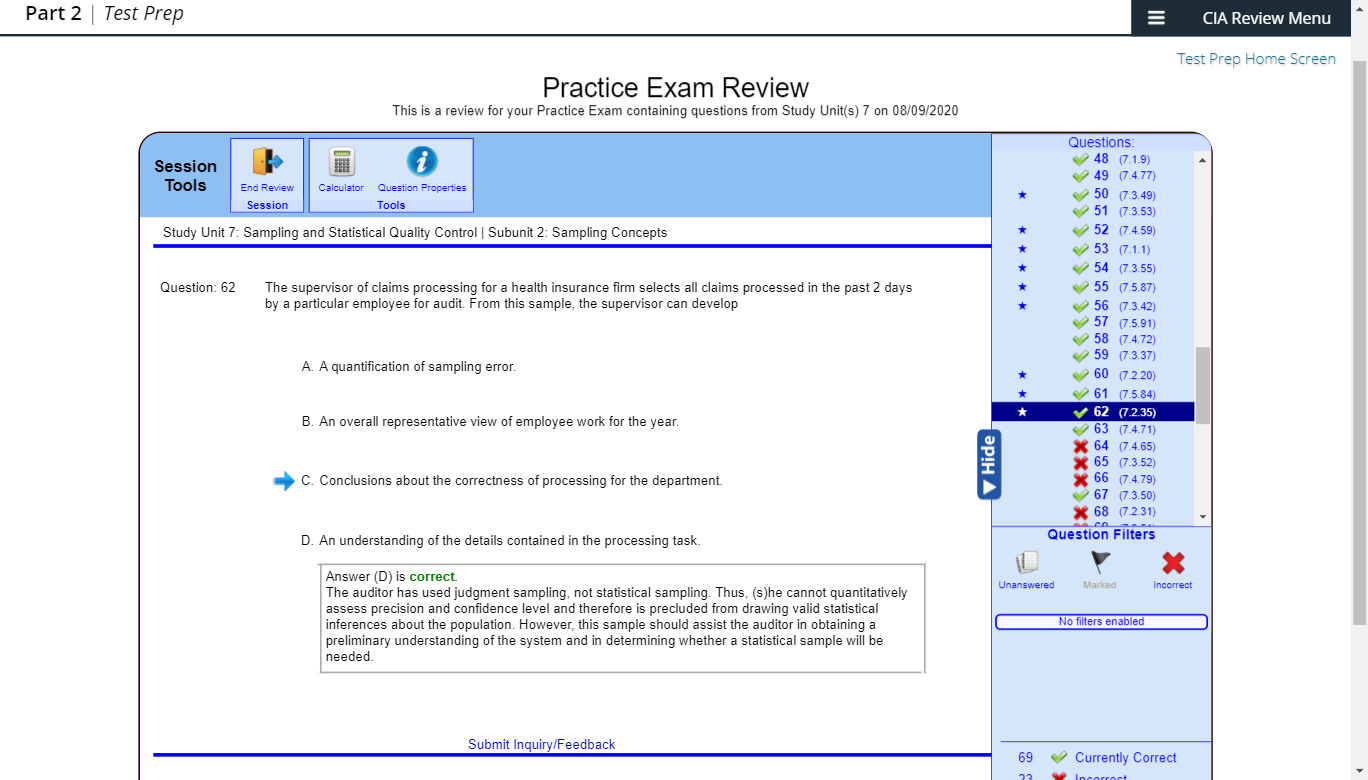 Part 2 | Test Prep
CIA Review Menu
Test Prep Home Screen
Practice Exam Review
This is a review for your Practice Exam containing questions from Study Unit(s) 7 on 08/09/2020
Session
Tools
End Review
Session
Calculator
Question Properties
Tools
Study Unit 7: Sampling and Statistical Quality Control | Subunit 2: Sampling Concepts
Question: 62
The supervisor of claims processing for a health insurance firm selects all claims processed in the past 2 days
by a particular employee for audit. From this sample, the supervisor can develop
A. A quantification of sampling error.
B. An overall representative view of employee work for the year.
C. Conclusions about the correctness of processing for the department.
D. An understanding of the details contained in the processing task.
Answer (D) is correct.
The auditor has used judgment sampling, not statistical sampling. Thus, (s)he cannot quantitatively
assess precision and confidence level and therefore is precluded from drawing valid statistical
inferences about the population. However, this sample should assist the auditor in obtaining a
preliminary understanding of the system and in determining whether a statistical sample will be
needed.
Submit Inquiry/Feedback
Questions:
48 (7.1.9)
49 (7.4.77)
50 (7.3.49)
51 (7.3.53)
52 (7.4.59)
53 (7.1.1)
54 (7.3.55)
55 (7.5.87)
56 (7.3.42)
57 (7.5.91)
58 (7.4.72)
59 (7.3.37)
60 (7.2.20)
61 (7.5.84)
62 (7.2.35)
63 (7.4.71)
64 (7.4.65)
65 (7.3.52)
66 (7.4.79)
67 (7.3.50)
68 (7.2.31)
Hide
Question Filters
Unanswered
Marked
Incorrect
No filters enabled
69 Currently Correct
23 Incorrect